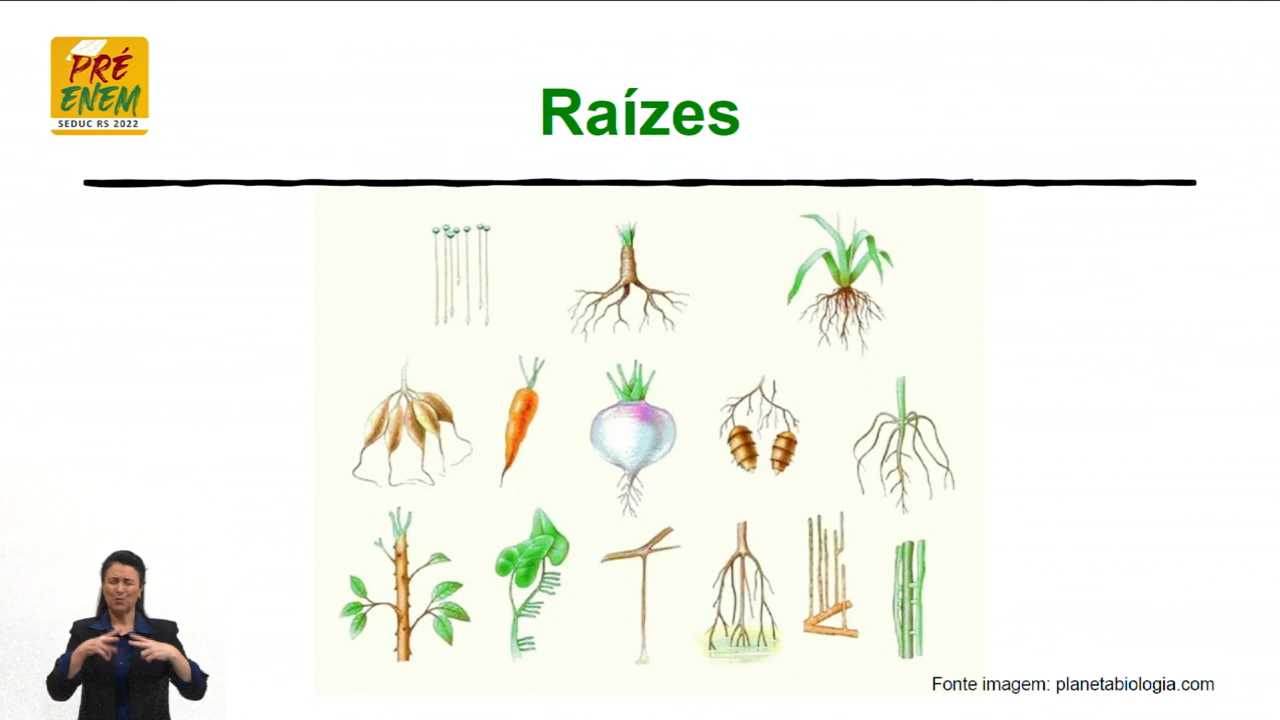 PRÉ
ENEM
SEDUC RS 2022
Raízes
Fonte imagem: planetabiologia.com